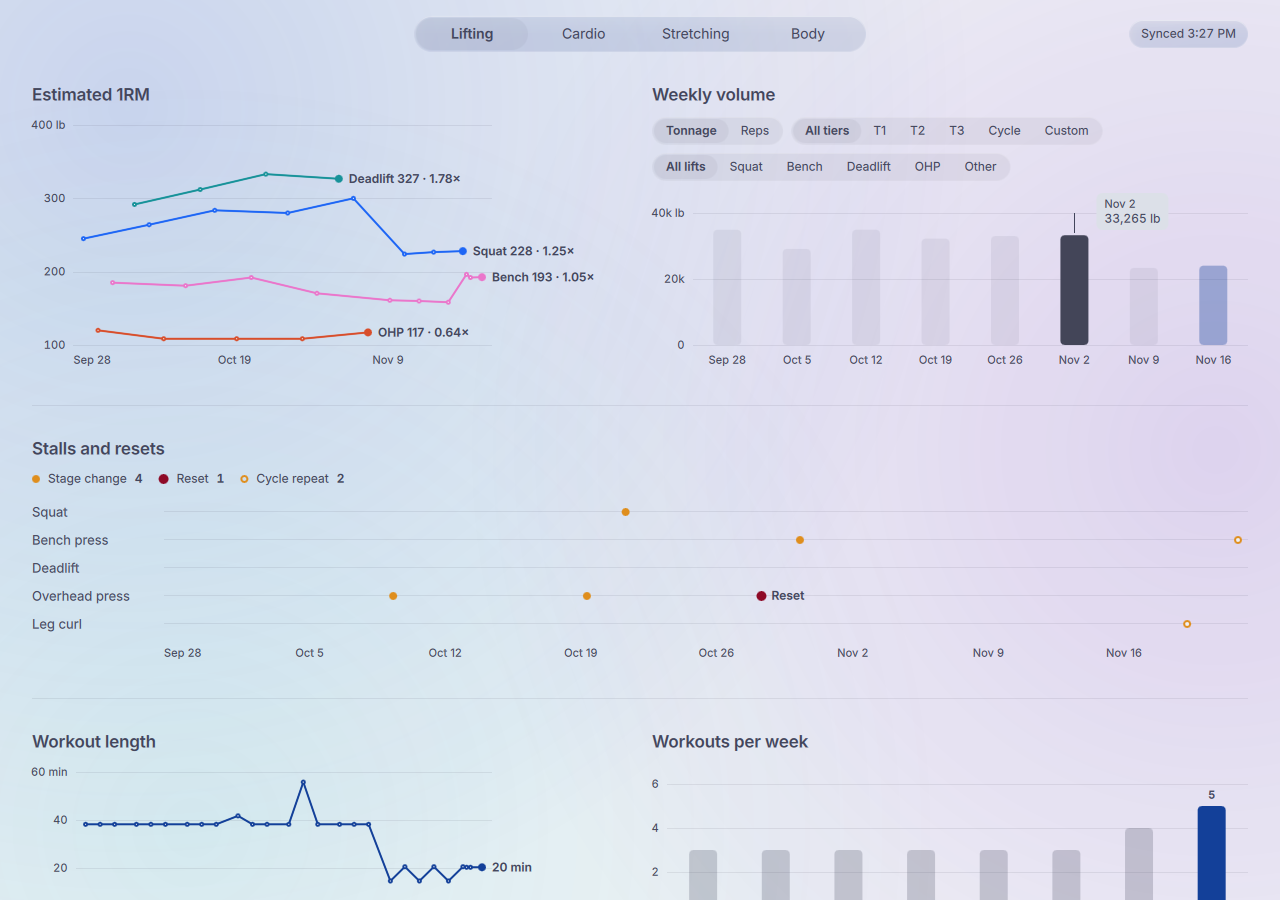 Lifting Cardio Stretching Body
Synced 3:27 PM
Estimated 1RM
400 lb
300
200
100
Deadlift 327 · 1.78×
Squat 228 · 1.25×
Bench 193 · 1.05×
OHP 117 · 0.64×
Sep 28 Oct 19 Nov 9
Weekly volume
Tonnage Reps All tiers T1 T2 T3 Cycle Custom
All lifts Squat Bench Deadlift OHP Other
Nov 2
33,265 lb
40k lb
20k
0
Sep 28 Oct 5 Oct 12 Oct 19 Oct 26 Nov 2 Nov 9 Nov 16
Stalls and resets
Stage change 4 Reset 1 Cycle repeat 2
Squat
Bench press
Deadlift
Overhead press
Reset
Leg curl
Sep 28 Oct 5 Oct 12 Oct 19 Oct 26 Nov 2 Nov 9 Nov 16
Workout length
60 min
40
20
20 min
Workouts per week
6
4
2
5